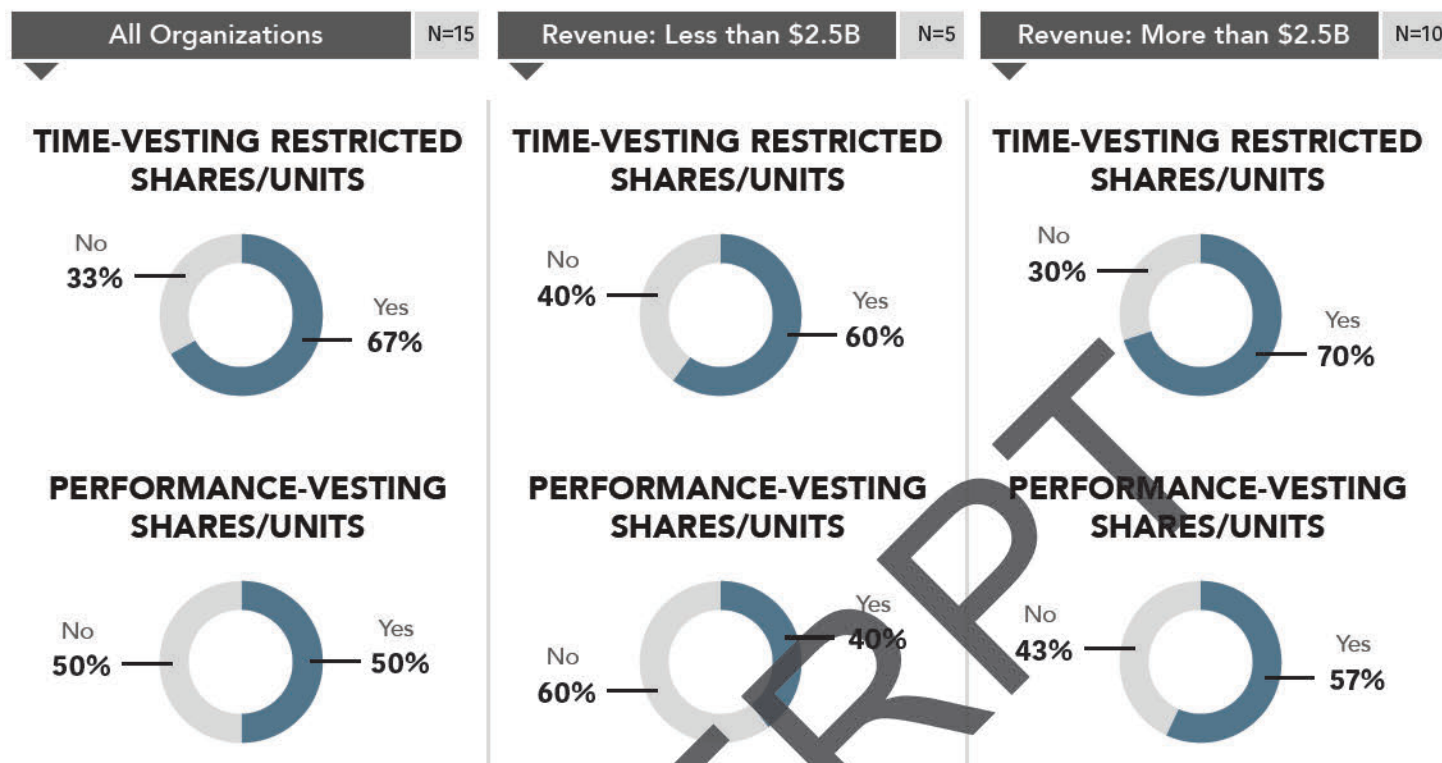 All Organizations N=15
Revenue: Less than $2.5B N=5
Revenue: More than $2.5B N=10
TIME-VESTING RESTRICTED
SHARES/UNITS
No
33%
Yes
67%
TIME-VESTING RESTRICTED
SHARES/UNITS
No
40%
Yes
60%
TIME-VESTING RESTRICTED
SHARES/UNITS
No
30%
Yes
70%
PERFORMANCE-VESTING
SHARES/UNITS
No
50%
Yes
50%
PERFORMANCE-VESTING
SHARES/UNITS
No
60%
Yes
40%
PERFORMANCE-VESTING
SHARES/UNITS
No
43%
Yes
57%
RPT